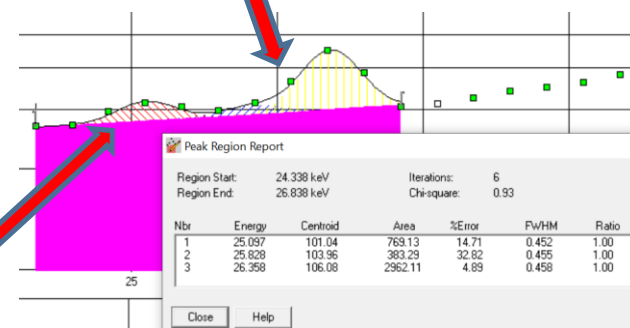 Peak Region Report
Region Start: 24.338 keV Iterations: 6
Region End: 26.838 keV Chi-square: 0.93
Nbr Energy Centroid Area %Error FWHM Ratio
1 25.097 101.04 769.13 14.71 0.452 1.00
2 25.828 103.96 383.29 32.82 0.455 1.00
3 26.358 106.08 2962.11 4.89 0.458 1.00
25
Close Help